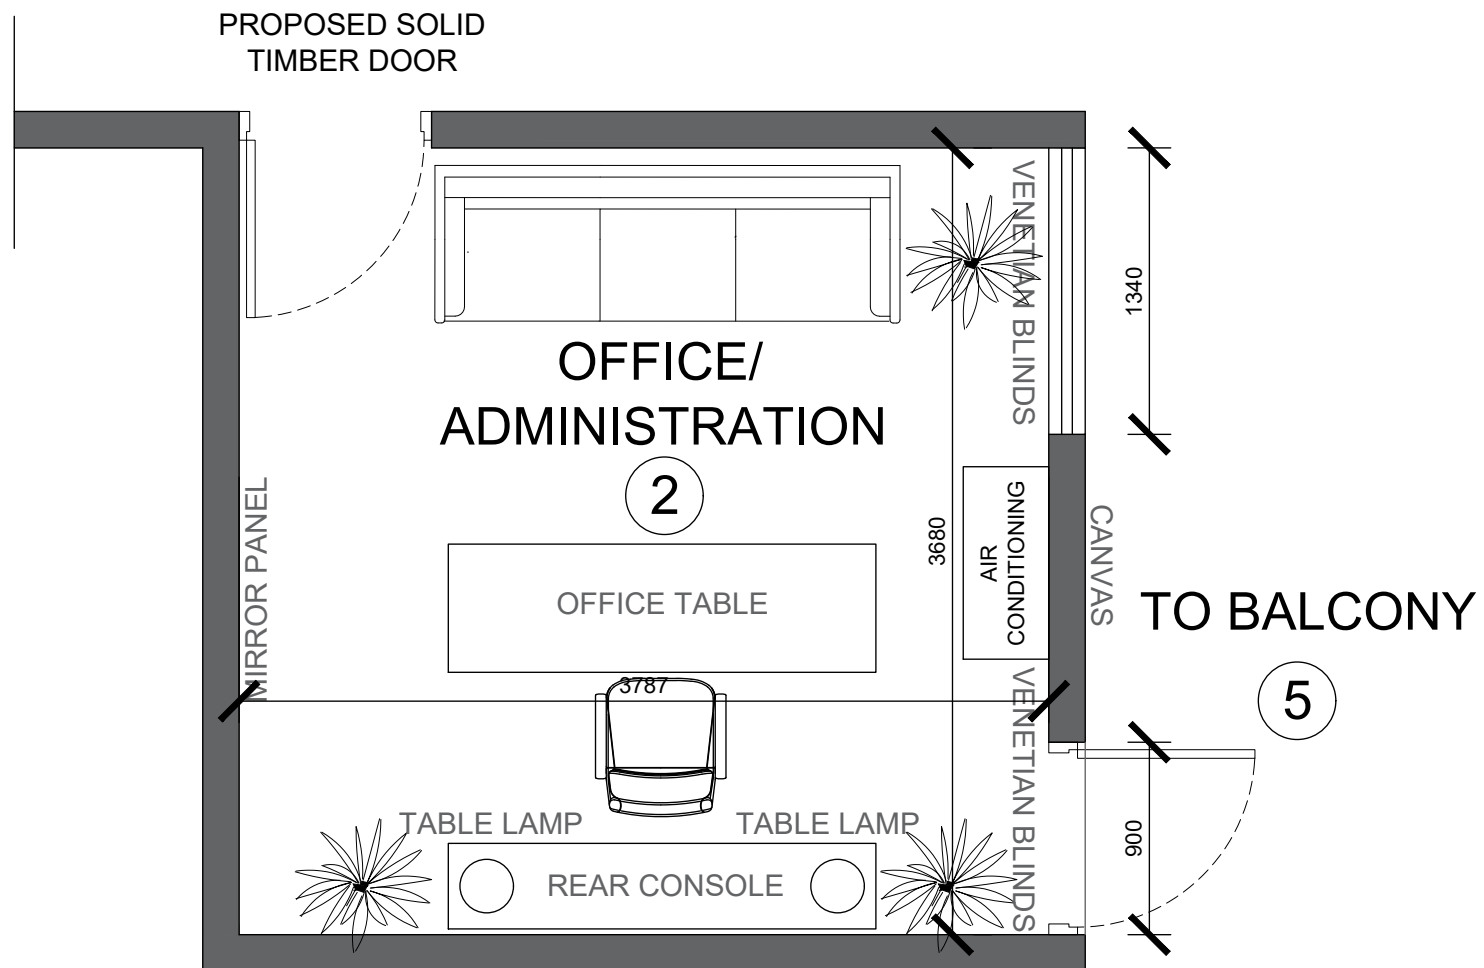 PROPOSED SOLID
TIMBER DOOR
VENETIAN BLINDS
1340
OFFICE/
ADMINISTRATION
2
MIRROR PANEL
3680
AIR
CONDITIONING
CANVAS
OFFICE TABLE
TO BALCONY
5
3787
VENETIAN BLINDS
TABLE LAMP
TABLE LAMP
900
REAR CONSOLE